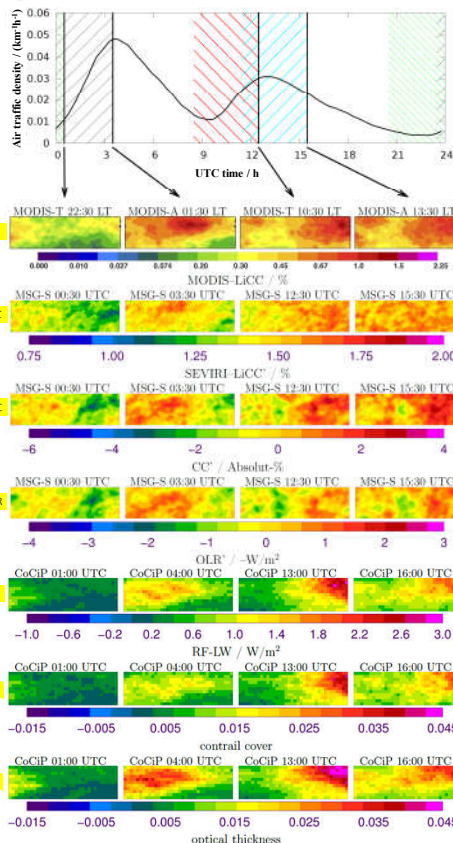 Air traffic density / (km⁻¹h⁻¹)
0.06
0.05
0.04
0.03
0.02
0.01
0
0 3 6 9 12 15 18 21 24
UTC time / h
MODIS-T 22:30 LT MODIS-A 01:30 LT MODIS-T 10:30 LT MODIS-A 13:30 LT
0.000 0.010 0.027 0.074 0.20 0.30 0.45 0.67 1.0 1.5 2.25
MODIS-LiCC / %
MSG-S 00:30 UTC MSG-S 03:30 UTC MSG-S 12:30 UTC MSG-S 15:30 UTC
0.75 1.00 1.25 1.50 1.75 2.00
SEVIRI-LiCC' / %
MSG-S 00:30 UTC MSG-S 03:30 UTC MSG-S 12:30 UTC MSG-S 15:30 UTC
−6 −4 −2 0 2 4
CC' / Absolut-%
MSG-S 00:30 UTC MSG-S 03:30 UTC MSG-S 12:30 UTC MSG-S 15:30 UTC
R
−4 −3 −2 −1 0 1 2 3
OLR' / -W/m²
CoCiP 01:00 UTC CoCiP 04:00 UTC CoCiP 13:00 UTC CoCiP 16:00 UTC
−1.0 −0.6 −0.2 0.2 0.6 1.0 1.4 1.8 2.2 2.6 3.0
RF-LW / W/m²
CoCiP 01:00 UTC CoCiP 04:00 UTC CoCiP 13:00 UTC CoCiP 16:00 UTC
−0.015 −0.005 0.005 0.015 0.025 0.035 0.045
contrail cover
CoCiP 01:00 UTC CoCiP 04:00 UTC CoCiP 13:00 UTC CoCiP 16:00 UTC
−0.015 −0.005 0.005 0.015 0.025 0.035 0.045
optical thickness